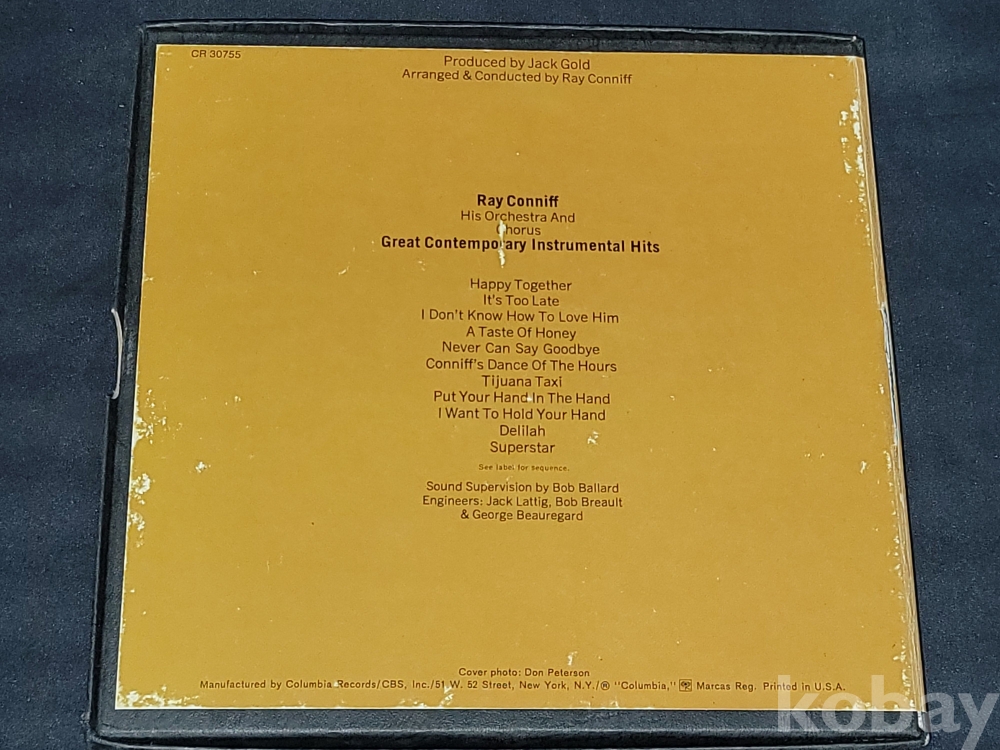 CR 30755
Produced by Jack Gold
Arranged & Conducted by Ray Conniff
Ray Conniff
His Orchestra And
Chorus
Great Contemporary Instrumental Hits
Happy Together
It's Too Late
I Don't Know How To Love Him
A Taste Of Honey
Never Can Say Goodbye
Conniff's Dance Of The Hours
Tijuana Taxi
Put Your Hand In The Hand
I Want To Hold Your Hand
Delilah
Superstar
See label for sequence.
Sound Supervision by Bob Ballard
Engineers: Jack Lattig, Bob Breault
& George Beauregard
Cover photo: Don Peterson
Manufactured by Columbia Records/CBS, Inc./51 W. 52 Street, New York, N.Y./® "Columbia," Marcas Reg. Printed in U.S.A.
kobay